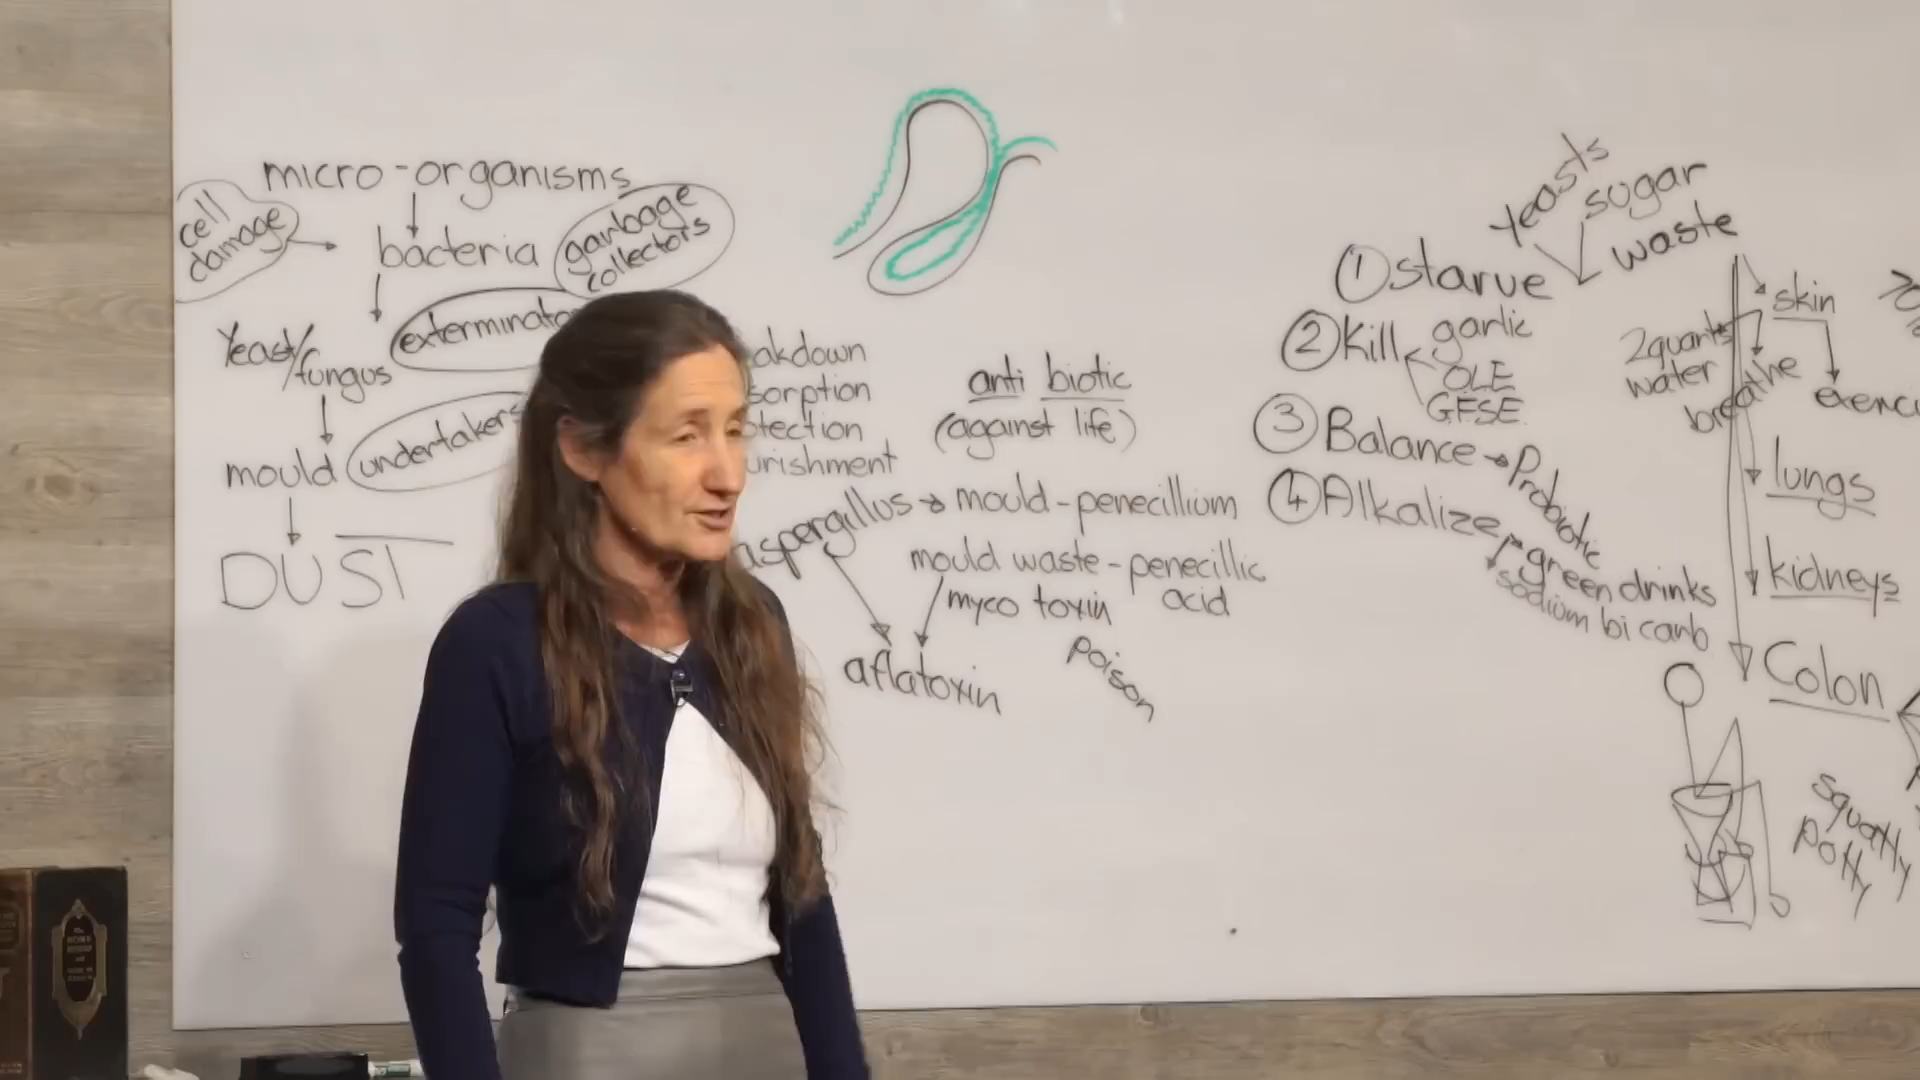 micro-organisms
cell
damage
bacteria
garbage
collectors
Yeast/
fungus
mould
undertakers
DUST
anti biotic
(against life)
aspergillus → mould-penecillium
mould waste-penecillic
acid
myco toxin
aflatoxin
poison
yeasts
sugar
waste
① starve
② Kill
garlic
OLE
GFSE
③ Balance → Probiotic
④ Alkalize
green drinks
sodium bi carb
skin
2 quarts
water
breathe
lungs
kidneys
Colon
squatty
potty